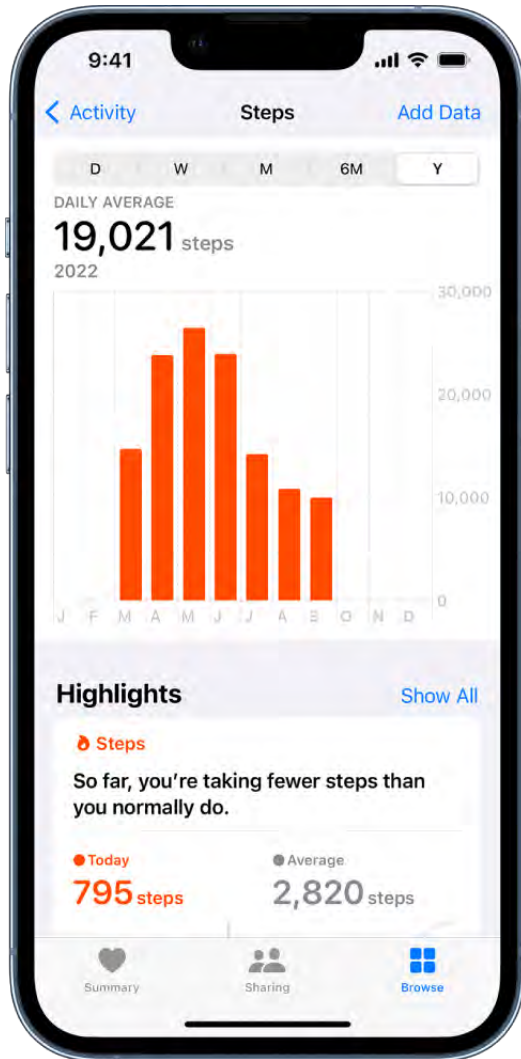 9:41
Activity Steps Add Data
D W M 6M Y
DAILY AVERAGE
19,021 steps
2022
30,000
20,000
10,000
0
J F M A M J J A S O N D
Highlights Show All
Steps
So far, you're taking fewer steps than
you normally do.
Today Average
795 steps 2,820 steps
Summary Sharing Browse